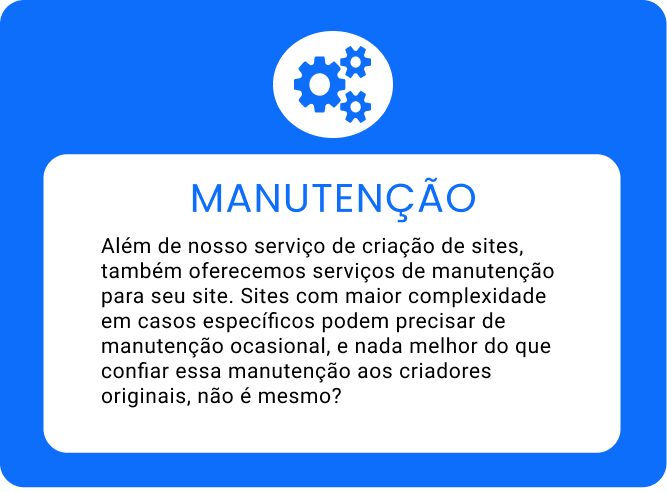 MANUTENÇÃO
Além de nosso serviço de criação de sites,
também oferecemos serviços de manutenção
para seu site. Sites com maior complexidade
em casos específicos podem precisar de
manutenção ocasional, e nada melhor do que
confiar essa manutenção aos criadores
originais, não é mesmo?